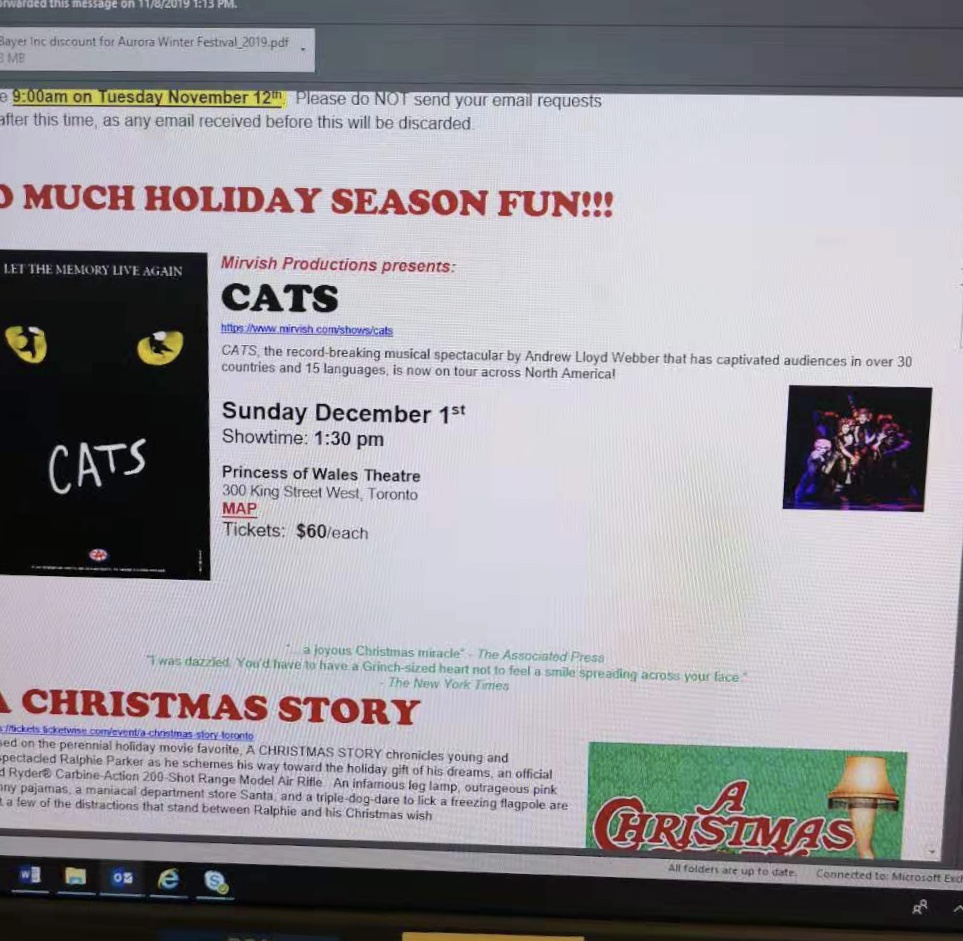 orwarded this message on 11/8/2019 1:13 PM.
Bayer Inc discount for Aurora Winter Festival_2019.pdf
MB
e 9:00am on Tuesday November 12th. Please do NOT send your email requests
after this time, as any email received before this will be discarded.
O MUCH HOLIDAY SEASON FUN!!!
LET THE MEMORY LIVE AGAIN
CATS
Mirvish Productions presents:
CATS
https://www.mirvish.com/shows/cats
CATS, the record-breaking musical spectacular by Andrew Lloyd Webber that has captivated audiences in over 30
countries and 15 languages, is now on tour across North America!
Sunday December 1st
Showtime: 1:30 pm
Princess of Wales Theatre
300 King Street West, Toronto
MAP
Tickets: $60/each
"... a joyous Christmas miracle" - The Associated Press
"I was dazzled. You'd have to have a Grinch-sized heart not to feel a smile spreading across your face."
- The New York Times
A CHRISTMAS STORY
s://tickets.ticketwise.com/event/a-christmas-story-toronto
sed on the perennial holiday movie favorite, A CHRISTMAS STORY chronicles young and
spectacled Ralphie Parker as he schemes his way toward the holiday gift of his dreams, an official
d Ryder® Carbine-Action 200-Shot Range Model Air Rifle. An infamous leg lamp, outrageous pink
nny pajamas, a maniacal department store Santa, and a triple-dog-dare to lick a freezing flagpole are
t a few of the distractions that stand between Ralphie and his Christmas wish
A
CHRISTMAS
All folders are up to date. Connected to: Microsoft Exc